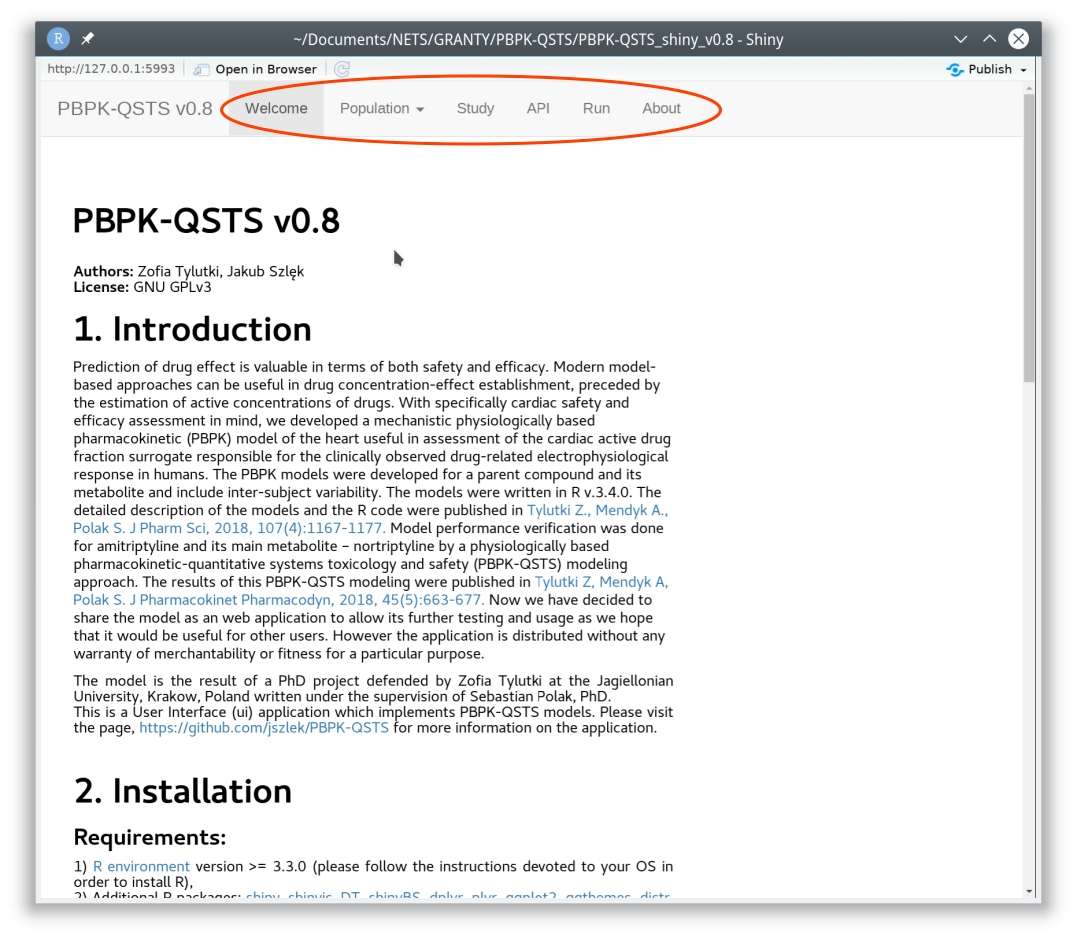 R
~/Documents/NETS/GRANTY/PBPK-QSTS/PBPK-QSTS_shiny_v0.8 - Shiny
http://127.0.0.1:5993 Open in Browser Publish
PBPK-QSTS v0.8 Welcome Population Study API Run About
PBPK-QSTS v0.8
Authors: Zofia Tylutki, Jakub Szlęk
License: GNU GPLv3
1. Introduction
Prediction of drug effect is valuable in terms of both safety and efficacy. Modern model-
based approaches can be useful in drug concentration-effect establishment, preceded by
the estimation of active concentrations of drugs. With specifically cardiac safety and
efficacy assessment in mind, we developed a mechanistic physiologically based
pharmacokinetic (PBPK) model of the heart useful in assessment of the cardiac active drug
fraction surrogate responsible for the clinically observed drug-related electrophysiological
response in humans. The PBPK models were developed for a parent compound and its
metabolite and include inter-subject variability. The models were written in R v.3.4.0. The
detailed description of the models and the R code were published in Tylutki Z., Mendyk A.,
Polak S. J Pharm Sci, 2018, 107(4):1167-1177. Model performance verification was done
for amitriptyline and its main metabolite – nortriptyline by a physiologically based
pharmacokinetic-quantitative systems toxicology and safety (PBPK-QSTS) modeling
approach. The results of this PBPK-QSTS modeling were published in Tylutki Z, Mendyk A,
Polak S. J Pharmacokinet Pharmacodyn, 2018, 45(5):663-677. Now we have decided to
share the model as an web application to allow its further testing and usage as we hope
that it would be useful for other users. However the application is distributed without any
warranty of merchantability or fitness for a particular purpose.
The model is the result of a PhD project defended by Zofia Tylutki at the Jagiellonian
University, Krakow, Poland written under the supervision of Sebastian Polak, PhD.
This is a User Interface (ui) application which implements PBPK-QSTS models. Please visit
the page, https://github.com/jszlek/PBPK-QSTS for more information on the application.
2. Installation
Requirements:
1) R environment version >= 3.3.0 (please follow the instructions devoted to your OS in
order to install R),
2) Additional R packages: shiny, shinyjs, DT, shinyBS, dplyr, plyr, ggplot2, ggthemes, distr,